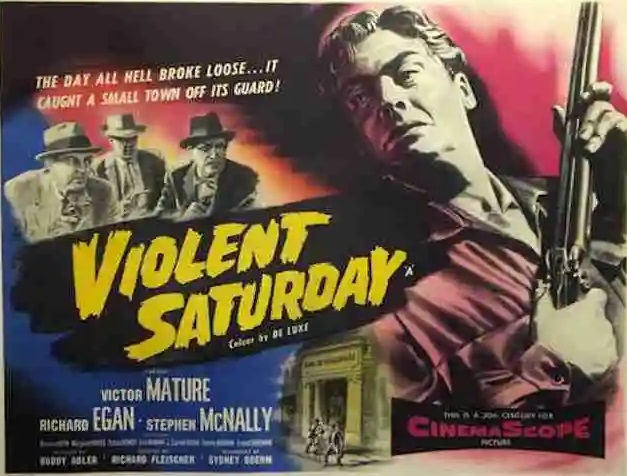 THE DAY ALL HELL BROKE LOOSE...IT
CAUGHT A SMALL TOWN OFF ITS GUARD!
VIOLENT
SATURDAY
'A'
Colour by DE LUXE
VICTOR MATURE
RICHARD EGAN · STEPHEN McNALLY
BUDDY ADLER
RICHARD FLEISCHER
SYDNEY BOEHM
THIS IS A 20th CENTURY-FOX
CINEMASCOPE
PICTURE